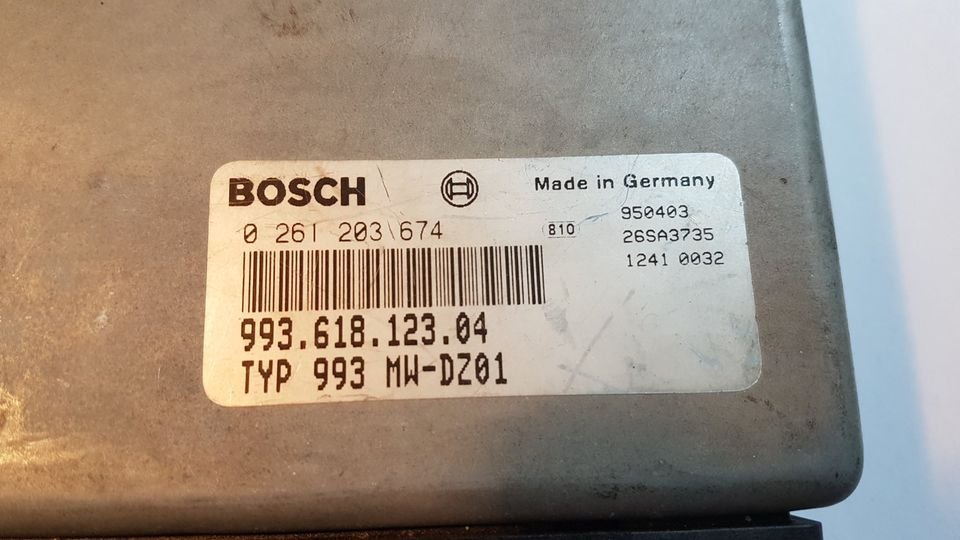 BOSCH
Made in Germany
0 261 203 674
810
950403
26SA3735
1241 0032
993.618.123.04
TYP 993 MW-DZ01